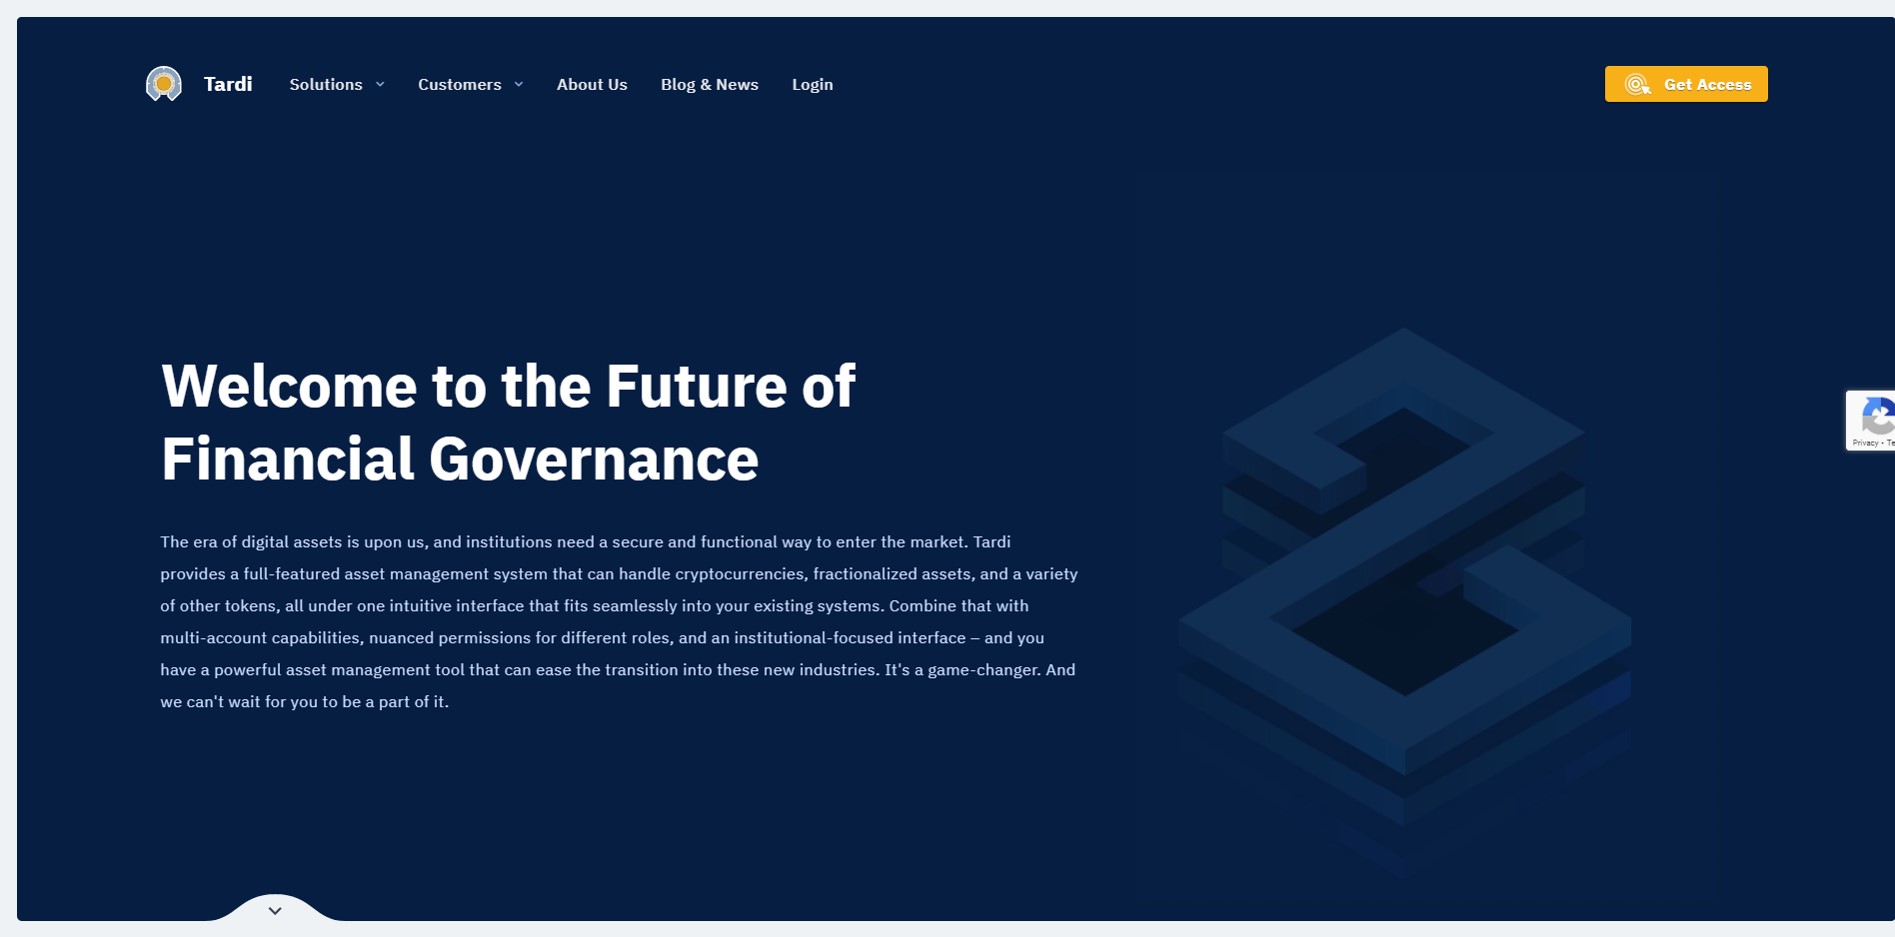 Tardi
Solutions
Customers
About Us
Blog & News
Login
Get Access
Welcome to the Future of
Financial Governance
The era of digital assets is upon us, and institutions need a secure and functional way to enter the market. Tardi
provides a full-featured asset management system that can handle cryptocurrencies, fractionalized assets, and a variety
of other tokens, all under one intuitive interface that fits seamlessly into your existing systems. Combine that with
multi-account capabilities, nuanced permissions for different roles, and an institutional-focused interface – and you
have a powerful asset management tool that can ease the transition into these new industries. It's a game-changer. And
we can't wait for you to be a part of it.
Privacy • Te